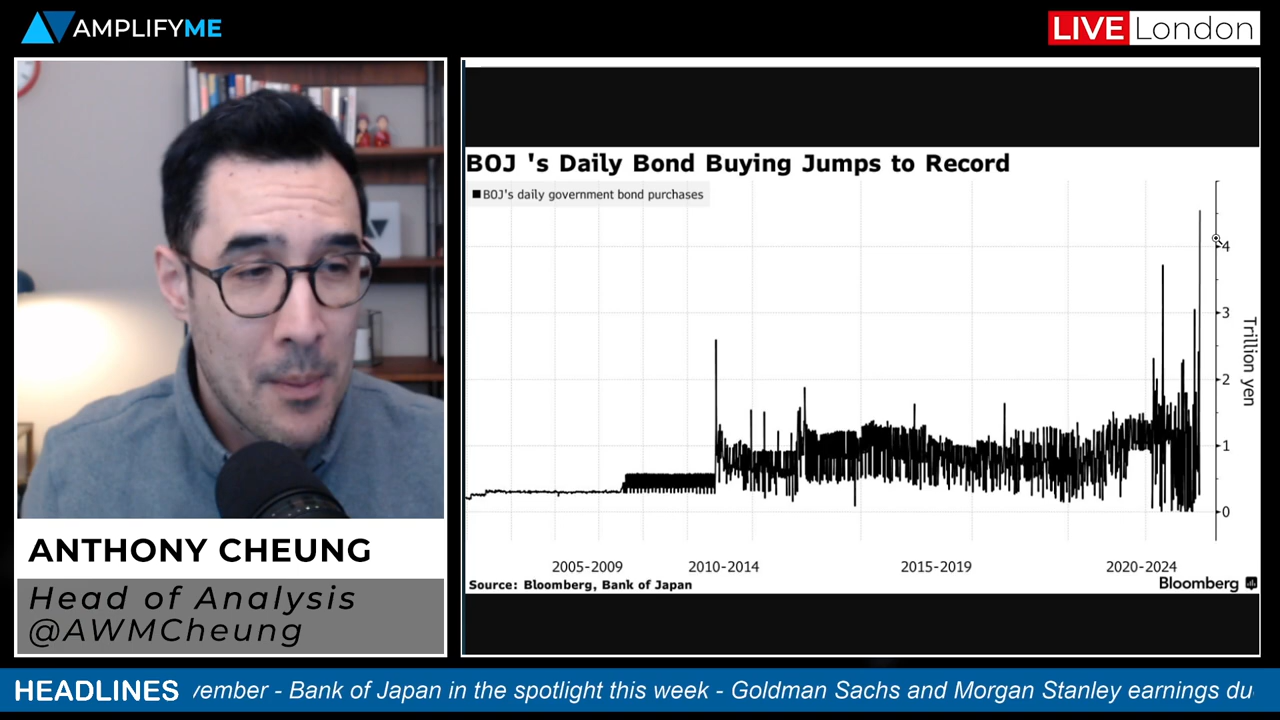 AMPLIFYME
LIVE London
BOJ 's Daily Bond Buying Jumps to Record
BOJ's daily government bond purchases
4
3
2
1
0
Trillion yen
2005-2009 2010-2014 2015-2019 2020-2024
Source: Bloomberg, Bank of Japan
Bloomberg
ANTHONY CHEUNG
Head of Analysis
@AWMCheung
HEADLINES vember - Bank of Japan in the spotlight this week - Goldman Sachs and Morgan Stanley earnings du